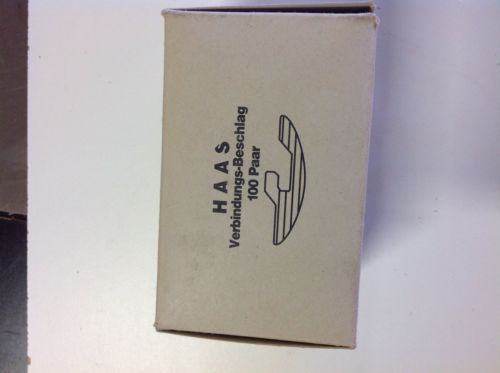 HAAS
Verbindungs-Beschlag
100 Paar